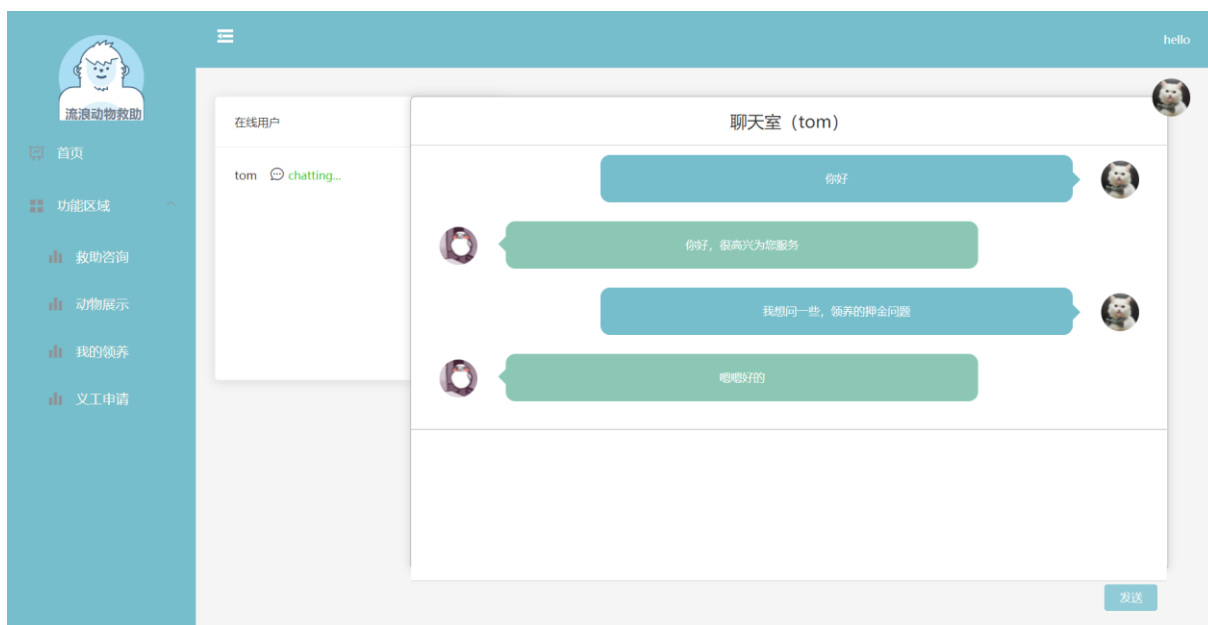 hello
流浪动物救助
首页
功能区域
救助咨询
动物展示
我的领养
义工申请
在线用户
tom chatting...
聊天室（tom）
你好
你好，很高兴为您服务
我想问一些，领养的押金问题
嗯嗯好的
发送